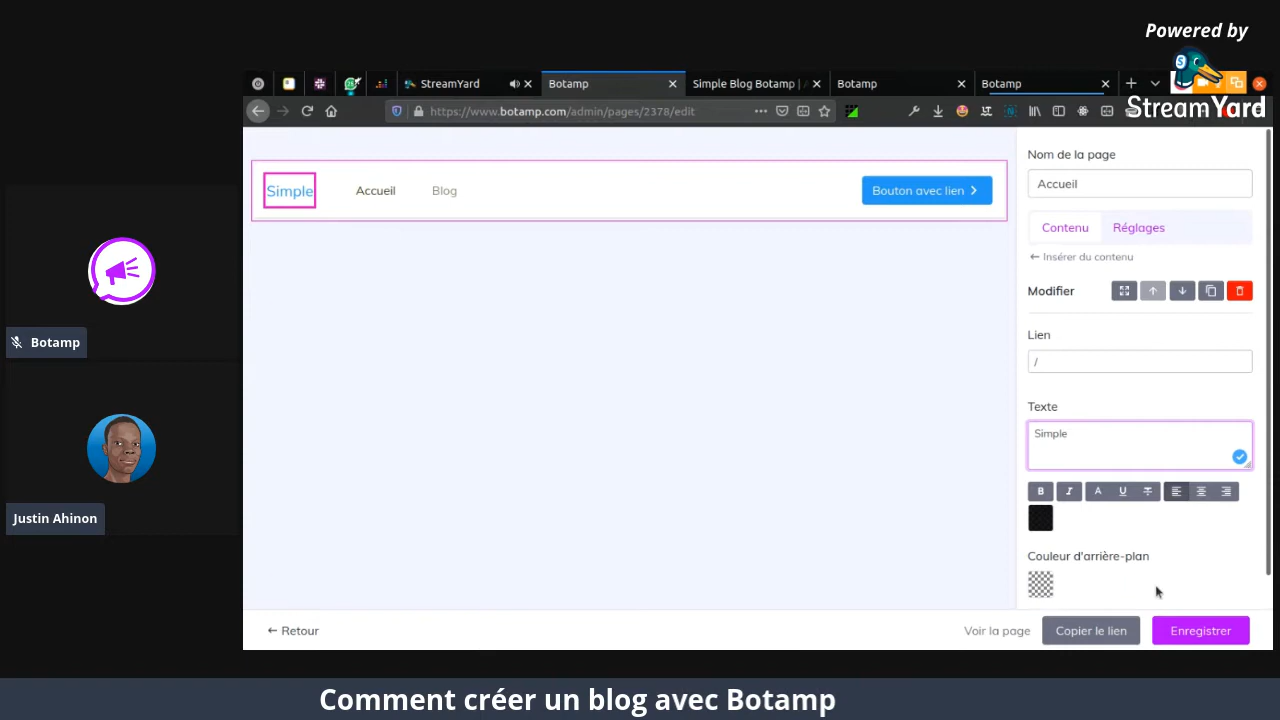 Powered by
StreamYard
StreamYard
Botamp
Simple Blog Botamp |
Botamp
Botamp
https://www.botamp.com/admin/pages/2378/edit
Simple
Accueil
Blog
Bouton avec lien
Nom de la page
Accueil
Contenu
Réglages
← Insérer du contenu
Modifier
Lien
/
Texte
Simple
B I A U T
Couleur d'arrière-plan
← Retour
Voir la page
Copier le lien
Enregistrer
Botamp
Justin Ahinon
Comment créer un blog avec Botamp